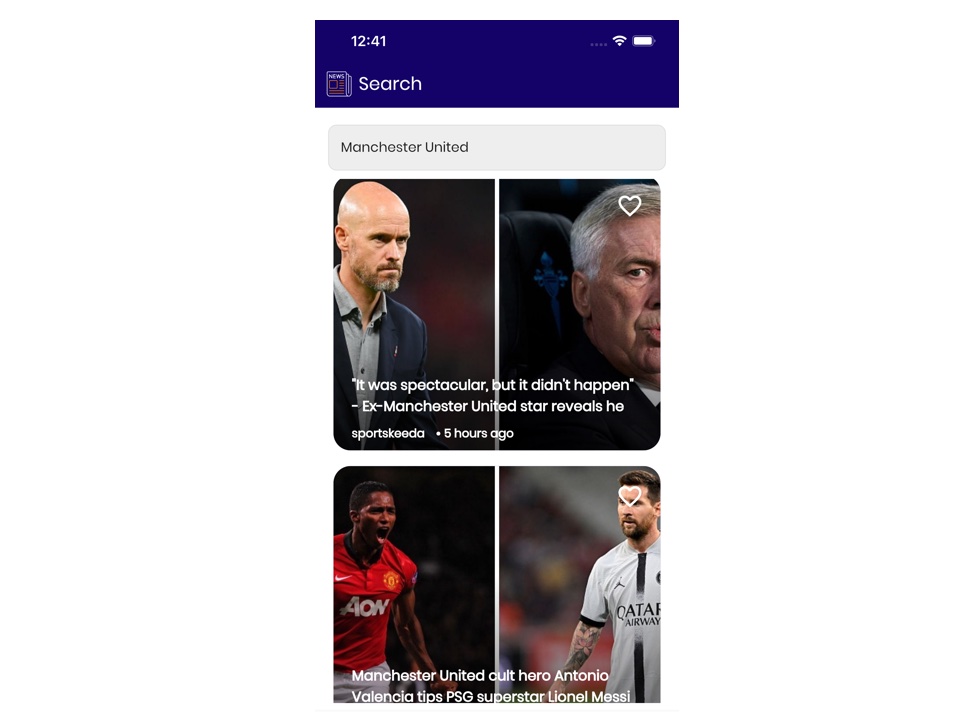 12:41
NEWS
Search
Manchester United
"It was spectacular, but it didn't happen"
- Ex-Manchester United star reveals he
sportskeeda • 5 hours ago
AON
QATAR
AIRWAY
Manchester United cult hero Antonio
Valencia tips PSG superstar Lionel Messi